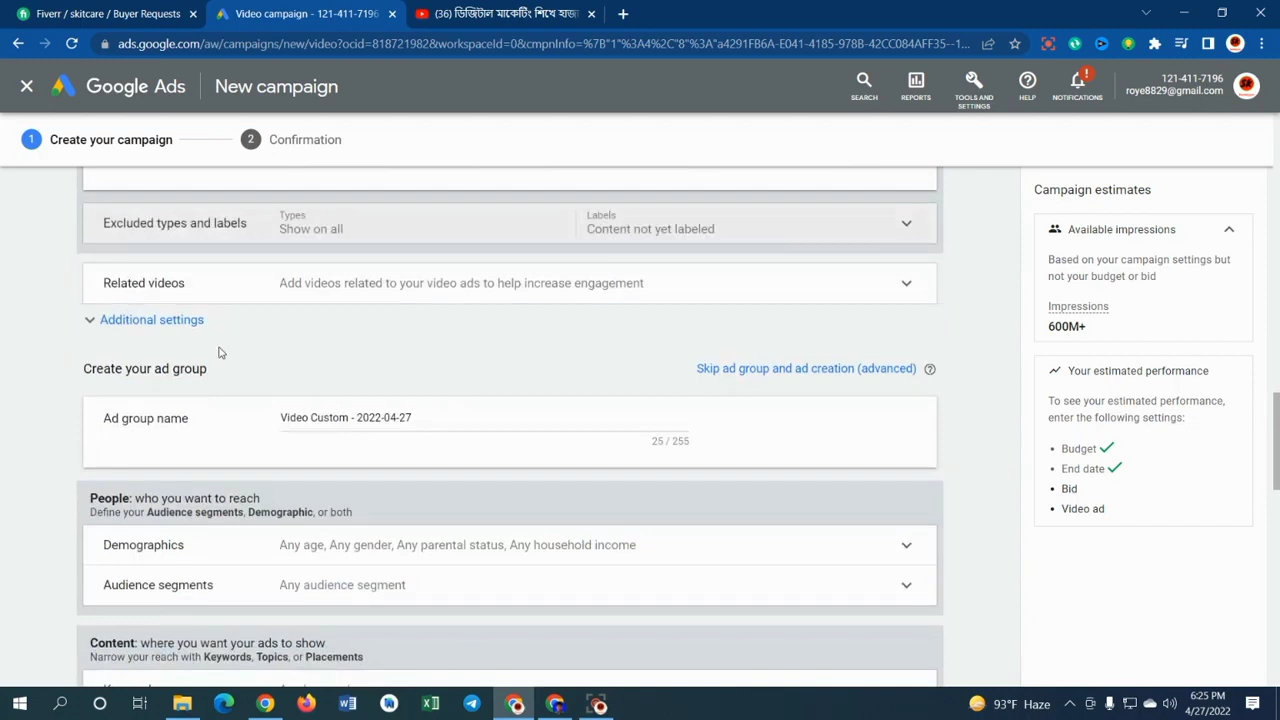 Fiverr / skitcare / Buyer Requests
Video campaign - 121-411-7196
(36) ডিজিটাল মার্কেটিং শিখে হাজা
ads.google.com/aw/campaigns/new/video?ocid=818721982&workspaceId=0&cmpnInfo=%7B"1"%3A4%2C"8"%3A"a4291FB6A-E041-4185-978B-42CC084AFF35--1...
Google Ads
New campaign
SEARCH
REPORTS
TOOLS AND SETTINGS
HELP
NOTIFICATIONS
121-411-7196
roye8829@gmail.com
1 Create your campaign
2 Confirmation
Excluded types and labels
Types
Show on all
Labels
Content not yet labeled
Related videos
Add videos related to your video ads to help increase engagement
Additional settings
Create your ad group
Skip ad group and ad creation (advanced)
Ad group name
Video Custom - 2022-04-27
25 / 255
People: who you want to reach
Define your Audience segments, Demographic, or both
Demographics
Any age, Any gender, Any parental status, Any household income
Audience segments
Any audience segment
Content: where you want your ads to show
Narrow your reach with Keywords, Topics, or Placements
Campaign estimates
Available impressions
Based on your campaign settings but
not your budget or bid
Impressions
600M+
Your estimated performance
To see your estimated performance,
enter the following settings:
• Budget
• End date
• Bid
• Video ad
93°F Haze
6:25 PM
4/27/2022